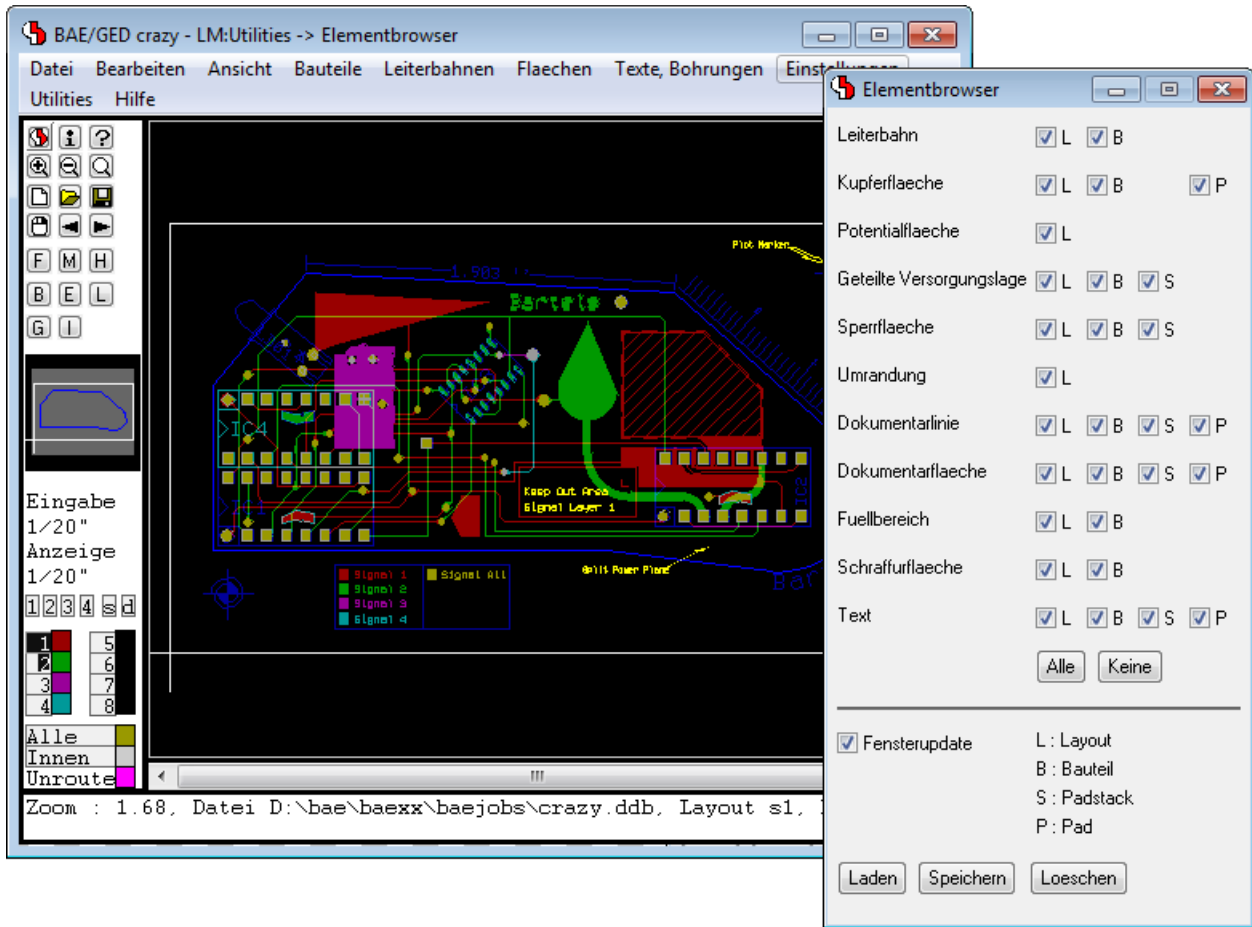 BAE/GED crazy - LM:Utilities -> Elementbrowser
Datei Bearbeiten Ansicht Bauteile Leiterbahnen Flaechen Texte, Bohrungen Einstellungen
Utilities Hilfe
F M H
B E L
G I
Eingabe
1/20"
Anzeige
1/20"
1 2 3 4 s d
1 5
2 6
3 7
4 8
Alle
Innen
Unroute
Plot Marker
1.903 ''
Bartels
IC4
IC2
Keep Out Area
Signal Layer 1
Split Power Plane
Bar
Signal 1 Signal All
Signal 2
Signal 3
Signal 4
Zoom : 1.68, Datei D:\bae\baexx\baejobs\crazy.ddb, Layout s1,
Elementbrowser
Leiterbahn L B
Kupferflaeche L B P
Potentialflaeche L
Geteilte Versorgungslage L B S
Sperrflaeche L B S
Umrandung L
Dokumentarlinie L B S P
Dokumentarflaeche L B S P
Fuellbereich L B
Schraffurflaeche L B
Text L B S P
Alle Keine
Fensterupdate L : Layout
B : Bauteil
S : Padstack
P : Pad
Laden Speichern Loeschen